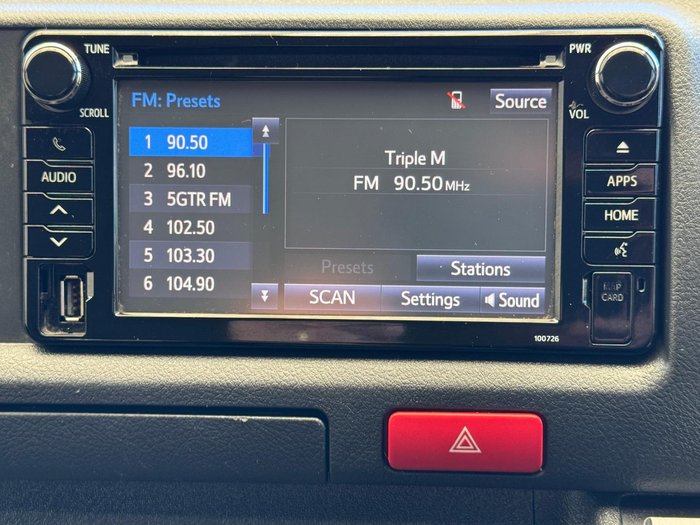 TUNE
PWR
SCROLL
VOL
FM: Presets
Source
1 90.50
2 96.10
3 5GTR FM
4 102.50
5 103.30
6 104.90
Triple M
FM 90.50 MHz
Presets
Stations
SCAN
Settings
Sound
AUDIO
APPS
HOME
MAP
CARD
100726